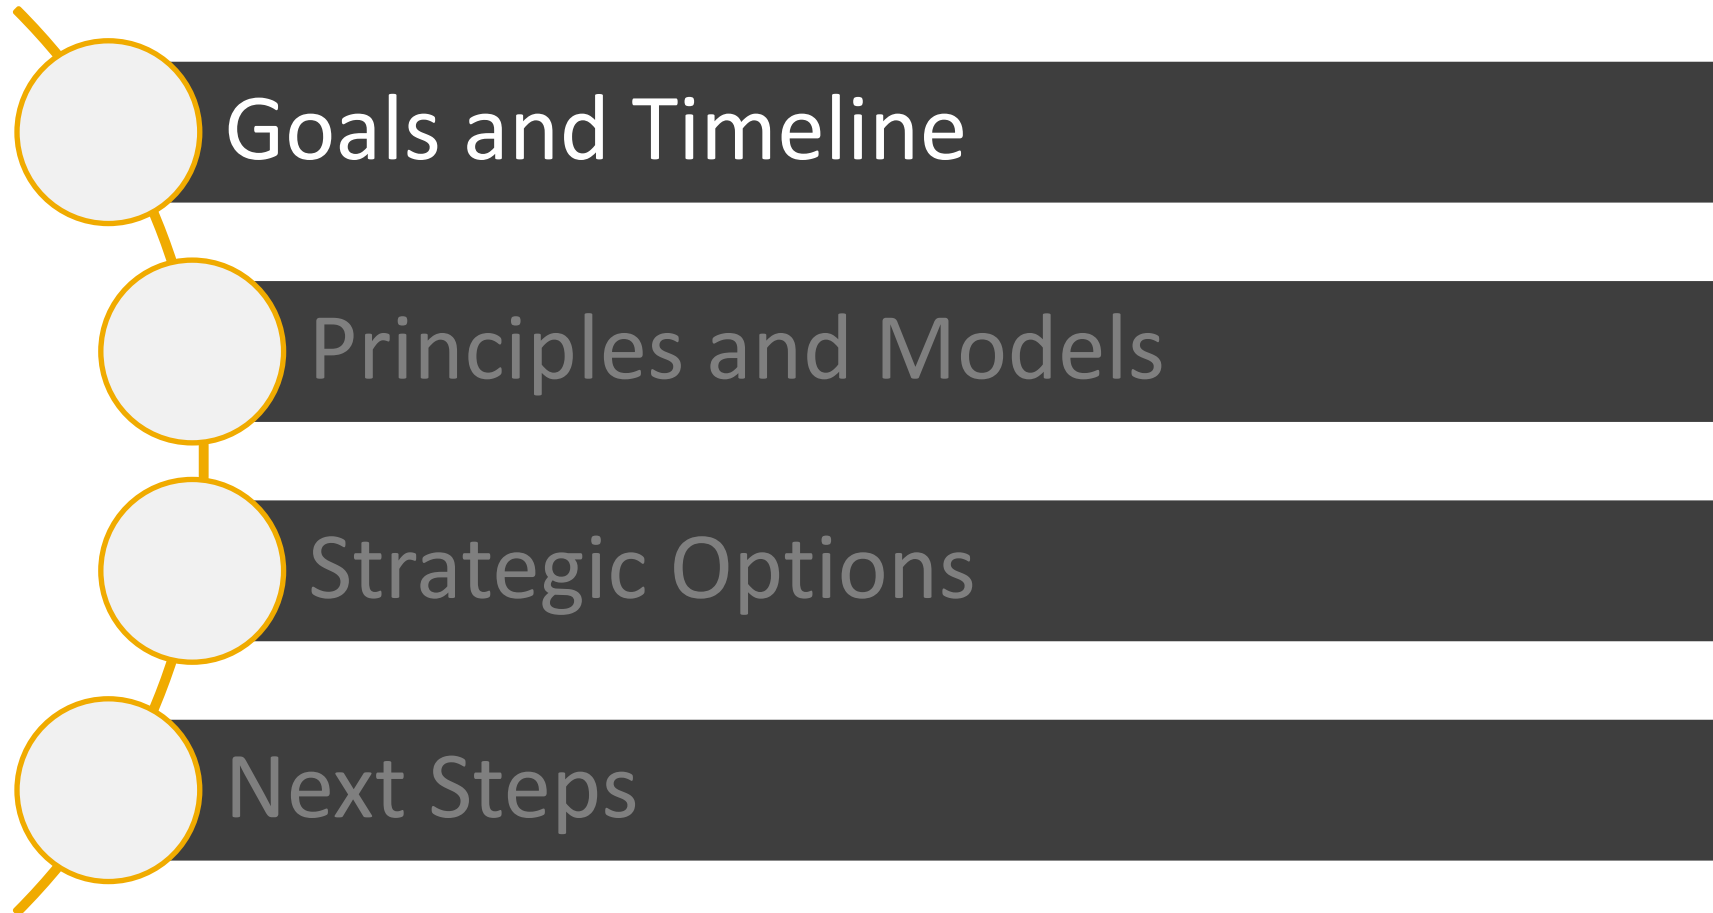 Goals and Timeline
Principles and Models
Strategic Options
Next Steps